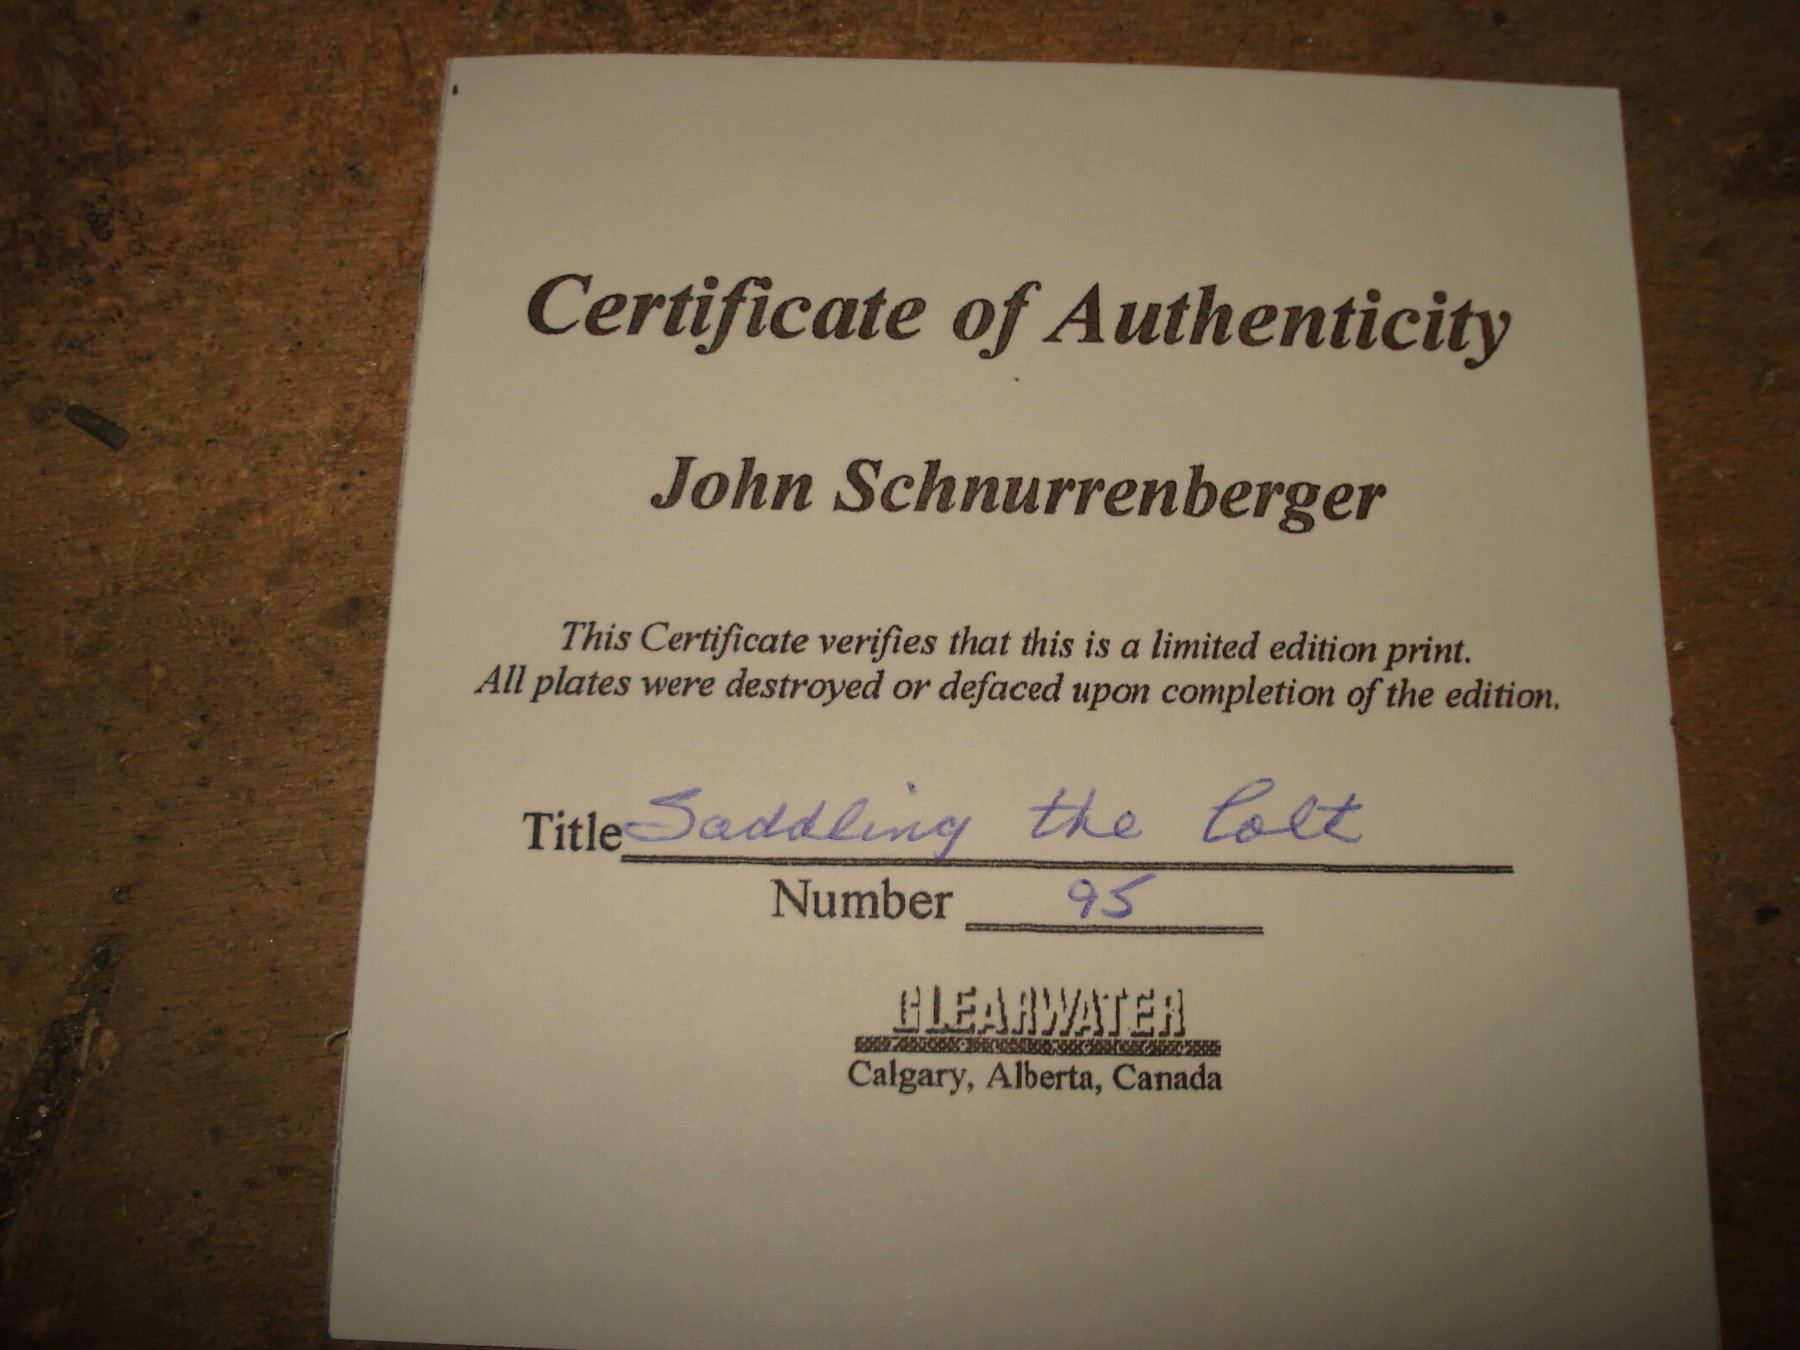 Certificate of Authenticity
John Schnurrenberger
This Certificate verifies that this is a limited edition print.
All plates were destroyed or defaced upon completion of the edition.
Title Saddling the Colt
Number 95
CLEARWATER
Calgary, Alberta, Canada